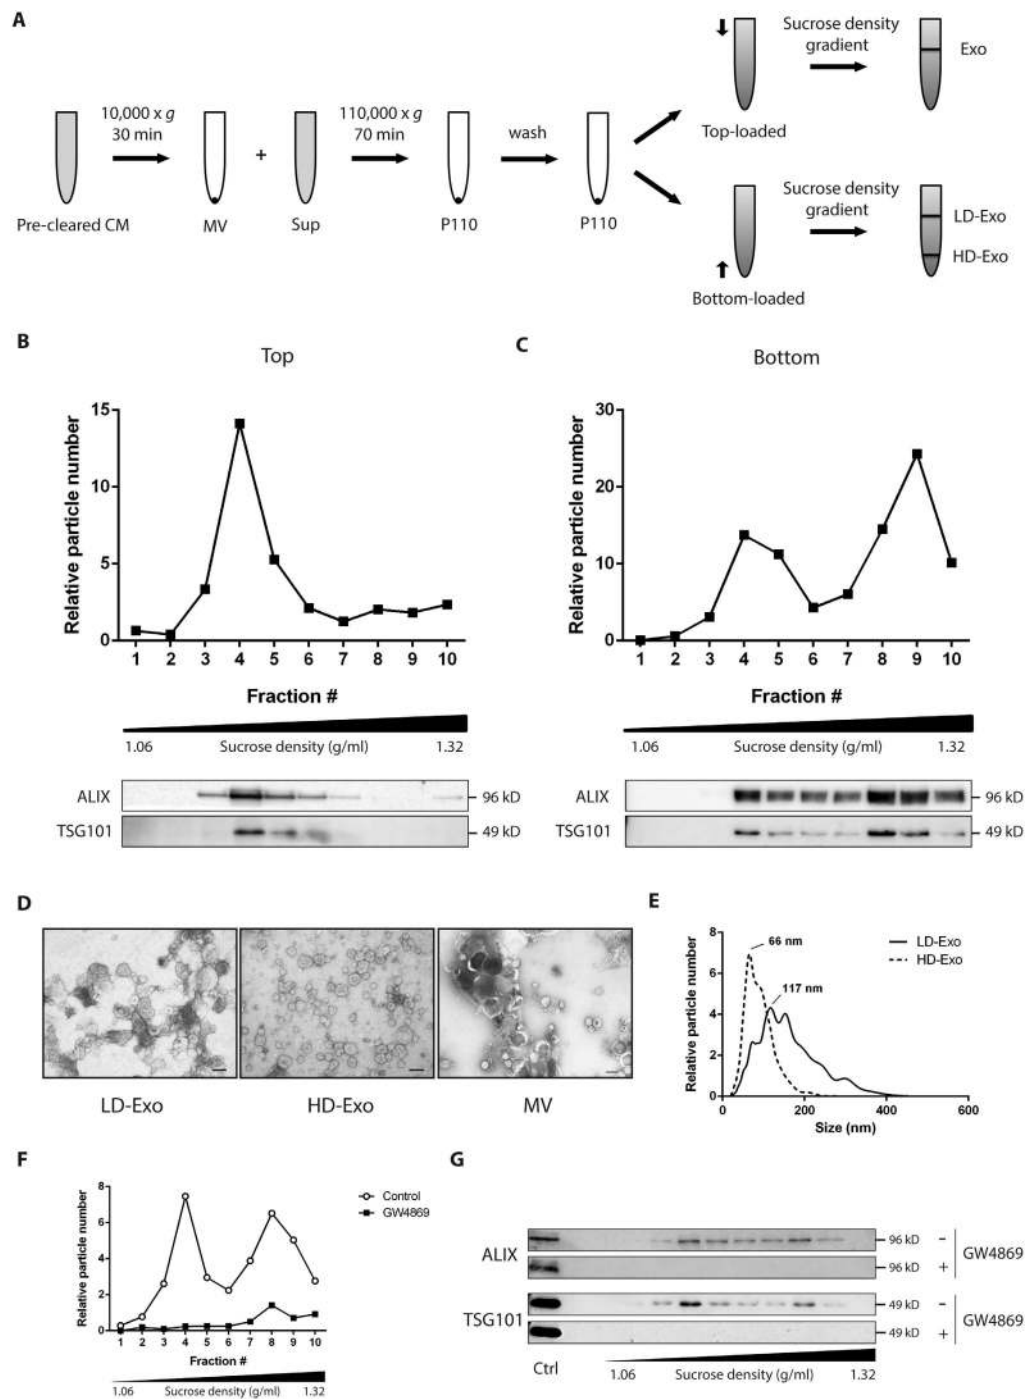 A
10,000 x g
30 min
110,000 x g
70 min
wash
Sucrose density
gradient
Exo
Top-loaded
Pre-cleared CM
MV
+
Sup
P110
P110
Sucrose density
gradient
LD-Exo
HD-Exo
Bottom-loaded
B
Top
Relative particle number
15
10
5
0
1 2 3 4 5 6 7 8 9 10
Fraction #
1.06 Sucrose density (g/ml) 1.32
ALIX
96 kD
TSG101
49 kD
C
Bottom
Relative particle number
30
20
10
0
1 2 3 4 5 6 7 8 9 10
Fraction #
1.06 Sucrose density (g/ml) 1.32
ALIX
96 kD
TSG101
49 kD
D
LD-Exo
HD-Exo
MV
E
Relative particle number
8
6
4
2
0
66 nm
117 nm
LD-Exo
HD-Exo
0 200 400 600
Size (nm)
F
Relative particle number
8
6
4
2
0
Control
GW4869
1 2 3 4 5 6 7 8 9 10
Fraction #
1.06 Sucrose density (g/ml) 1.32
G
ALIX
96 kD −
96 kD +
GW4869
TSG101
49 kD −
49 kD +
GW4869
Ctrl
1.06 Sucrose density (g/ml) 1.32